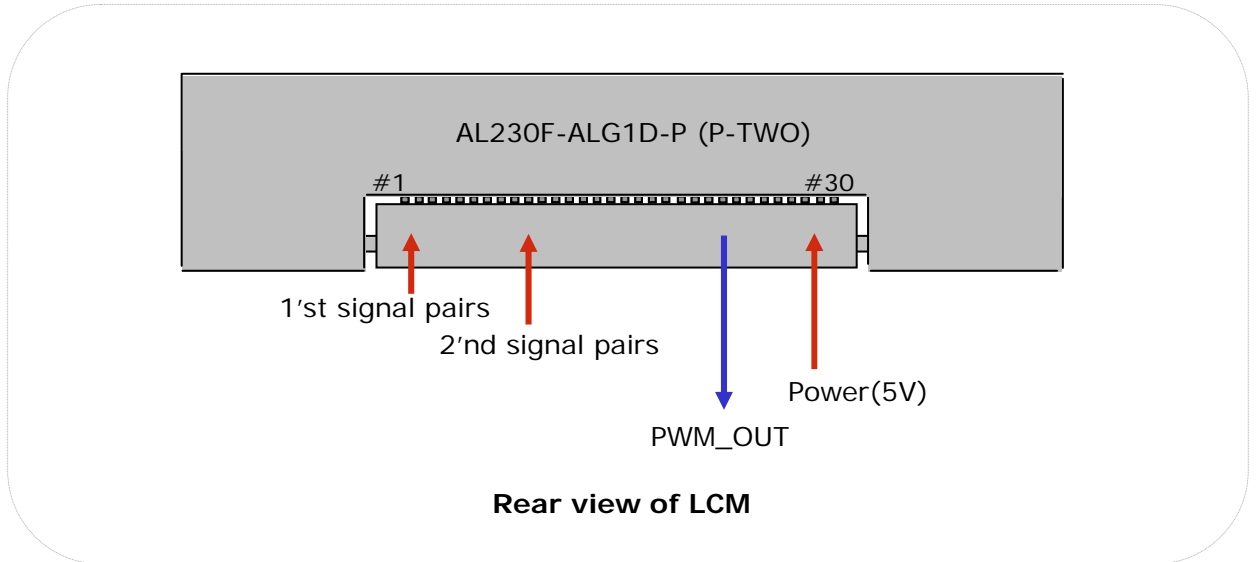 AL230F-ALG1D-P (P-TWO)
#1
#30
1'st signal pairs
2'nd signal pairs
Power(5V)
PWM_OUT
Rear view of LCM